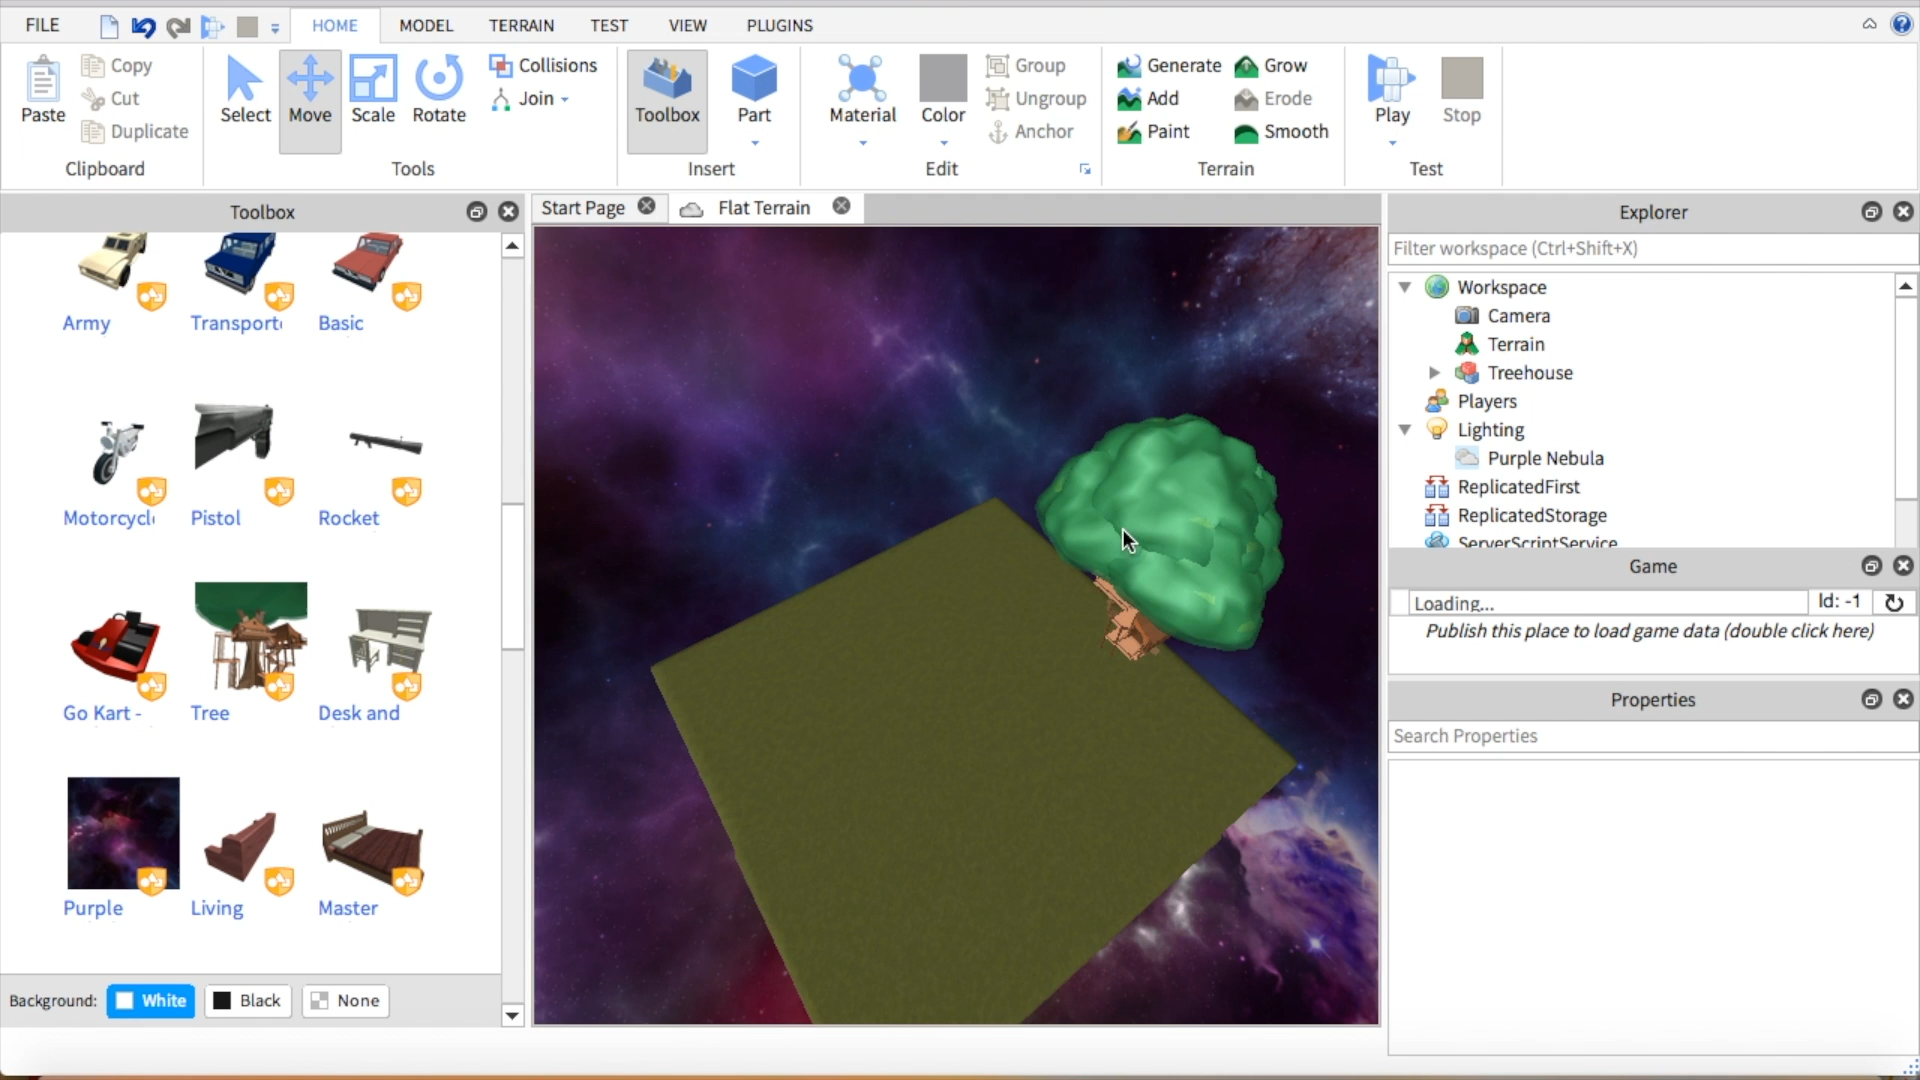 FILE
HOME
MODEL
TERRAIN
TEST
VIEW
PLUGINS
Paste
Copy
Cut
Duplicate
Clipboard
Select
Move
Scale
Rotate
Collisions
Join
Tools
Toolbox
Part
Insert
Material
Color
Group
Ungroup
Anchor
Edit
Generate
Add
Paint
Grow
Erode
Smooth
Terrain
Play
Stop
Test
Toolbox
Army
Transport
Basic
Motorcycl
Pistol
Rocket
Go Kart -
Tree
Desk and
Purple
Living
Master
Background:
White
Black
None
Start Page
Flat Terrain
Explorer
Filter workspace (Ctrl+Shift+X)
Workspace
Camera
Terrain
Treehouse
Players
Lighting
Purple Nebula
ReplicatedFirst
ReplicatedStorage
ServerScriptService
Game
Loading...
Id: -1
Publish this place to load game data (double click here)
Properties
Search Properties